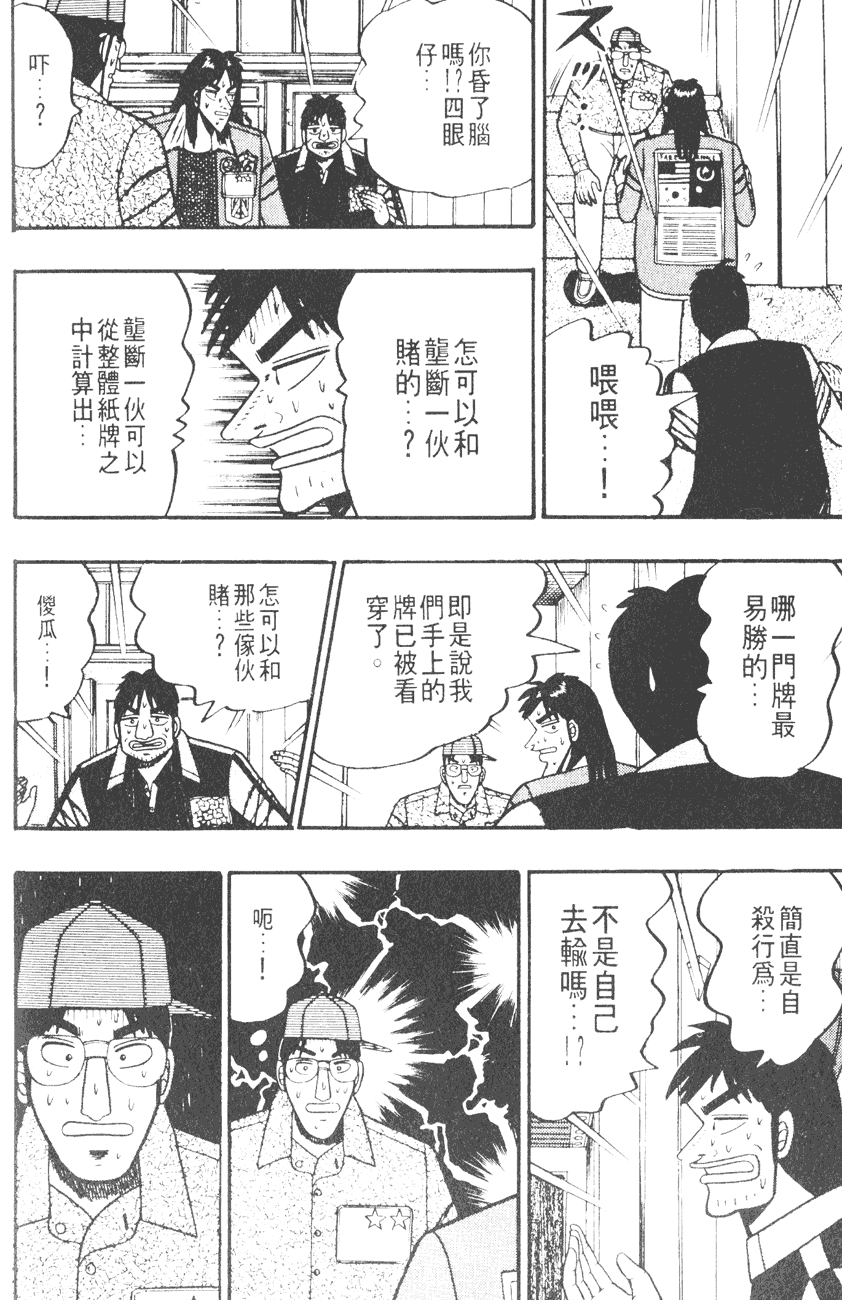 ス
喂喂…！
你昏了腦
嗎!?四眼
仔…
吓…？
怎可以和
壟斷一伙
賭的…？
壟斷一伙可以
從整體紙牌之
中計算出…
哪一門牌最
易勝的…
即是說我
們手上的
牌已被看
穿了。
怎可以和
那些傢伙
賭…？
傻瓜…！
簡直是自
殺行爲…
不是自己
去輸嗎…!?
呃…！